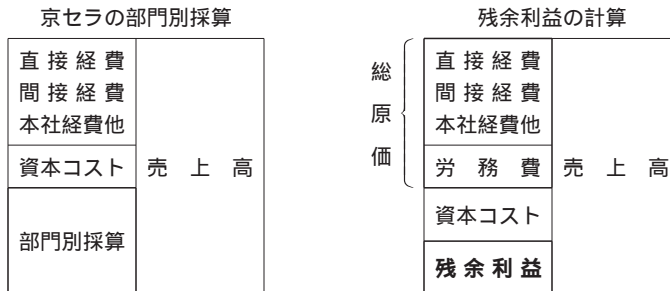 京セラの部門別採算
直接経費
間接経費
本社経費他
資本コスト
売上高
部門別採算
残余利益の計算
総原価
直接経費
間接経費
本社経費他
労務費
売上高
資本コスト
残余利益